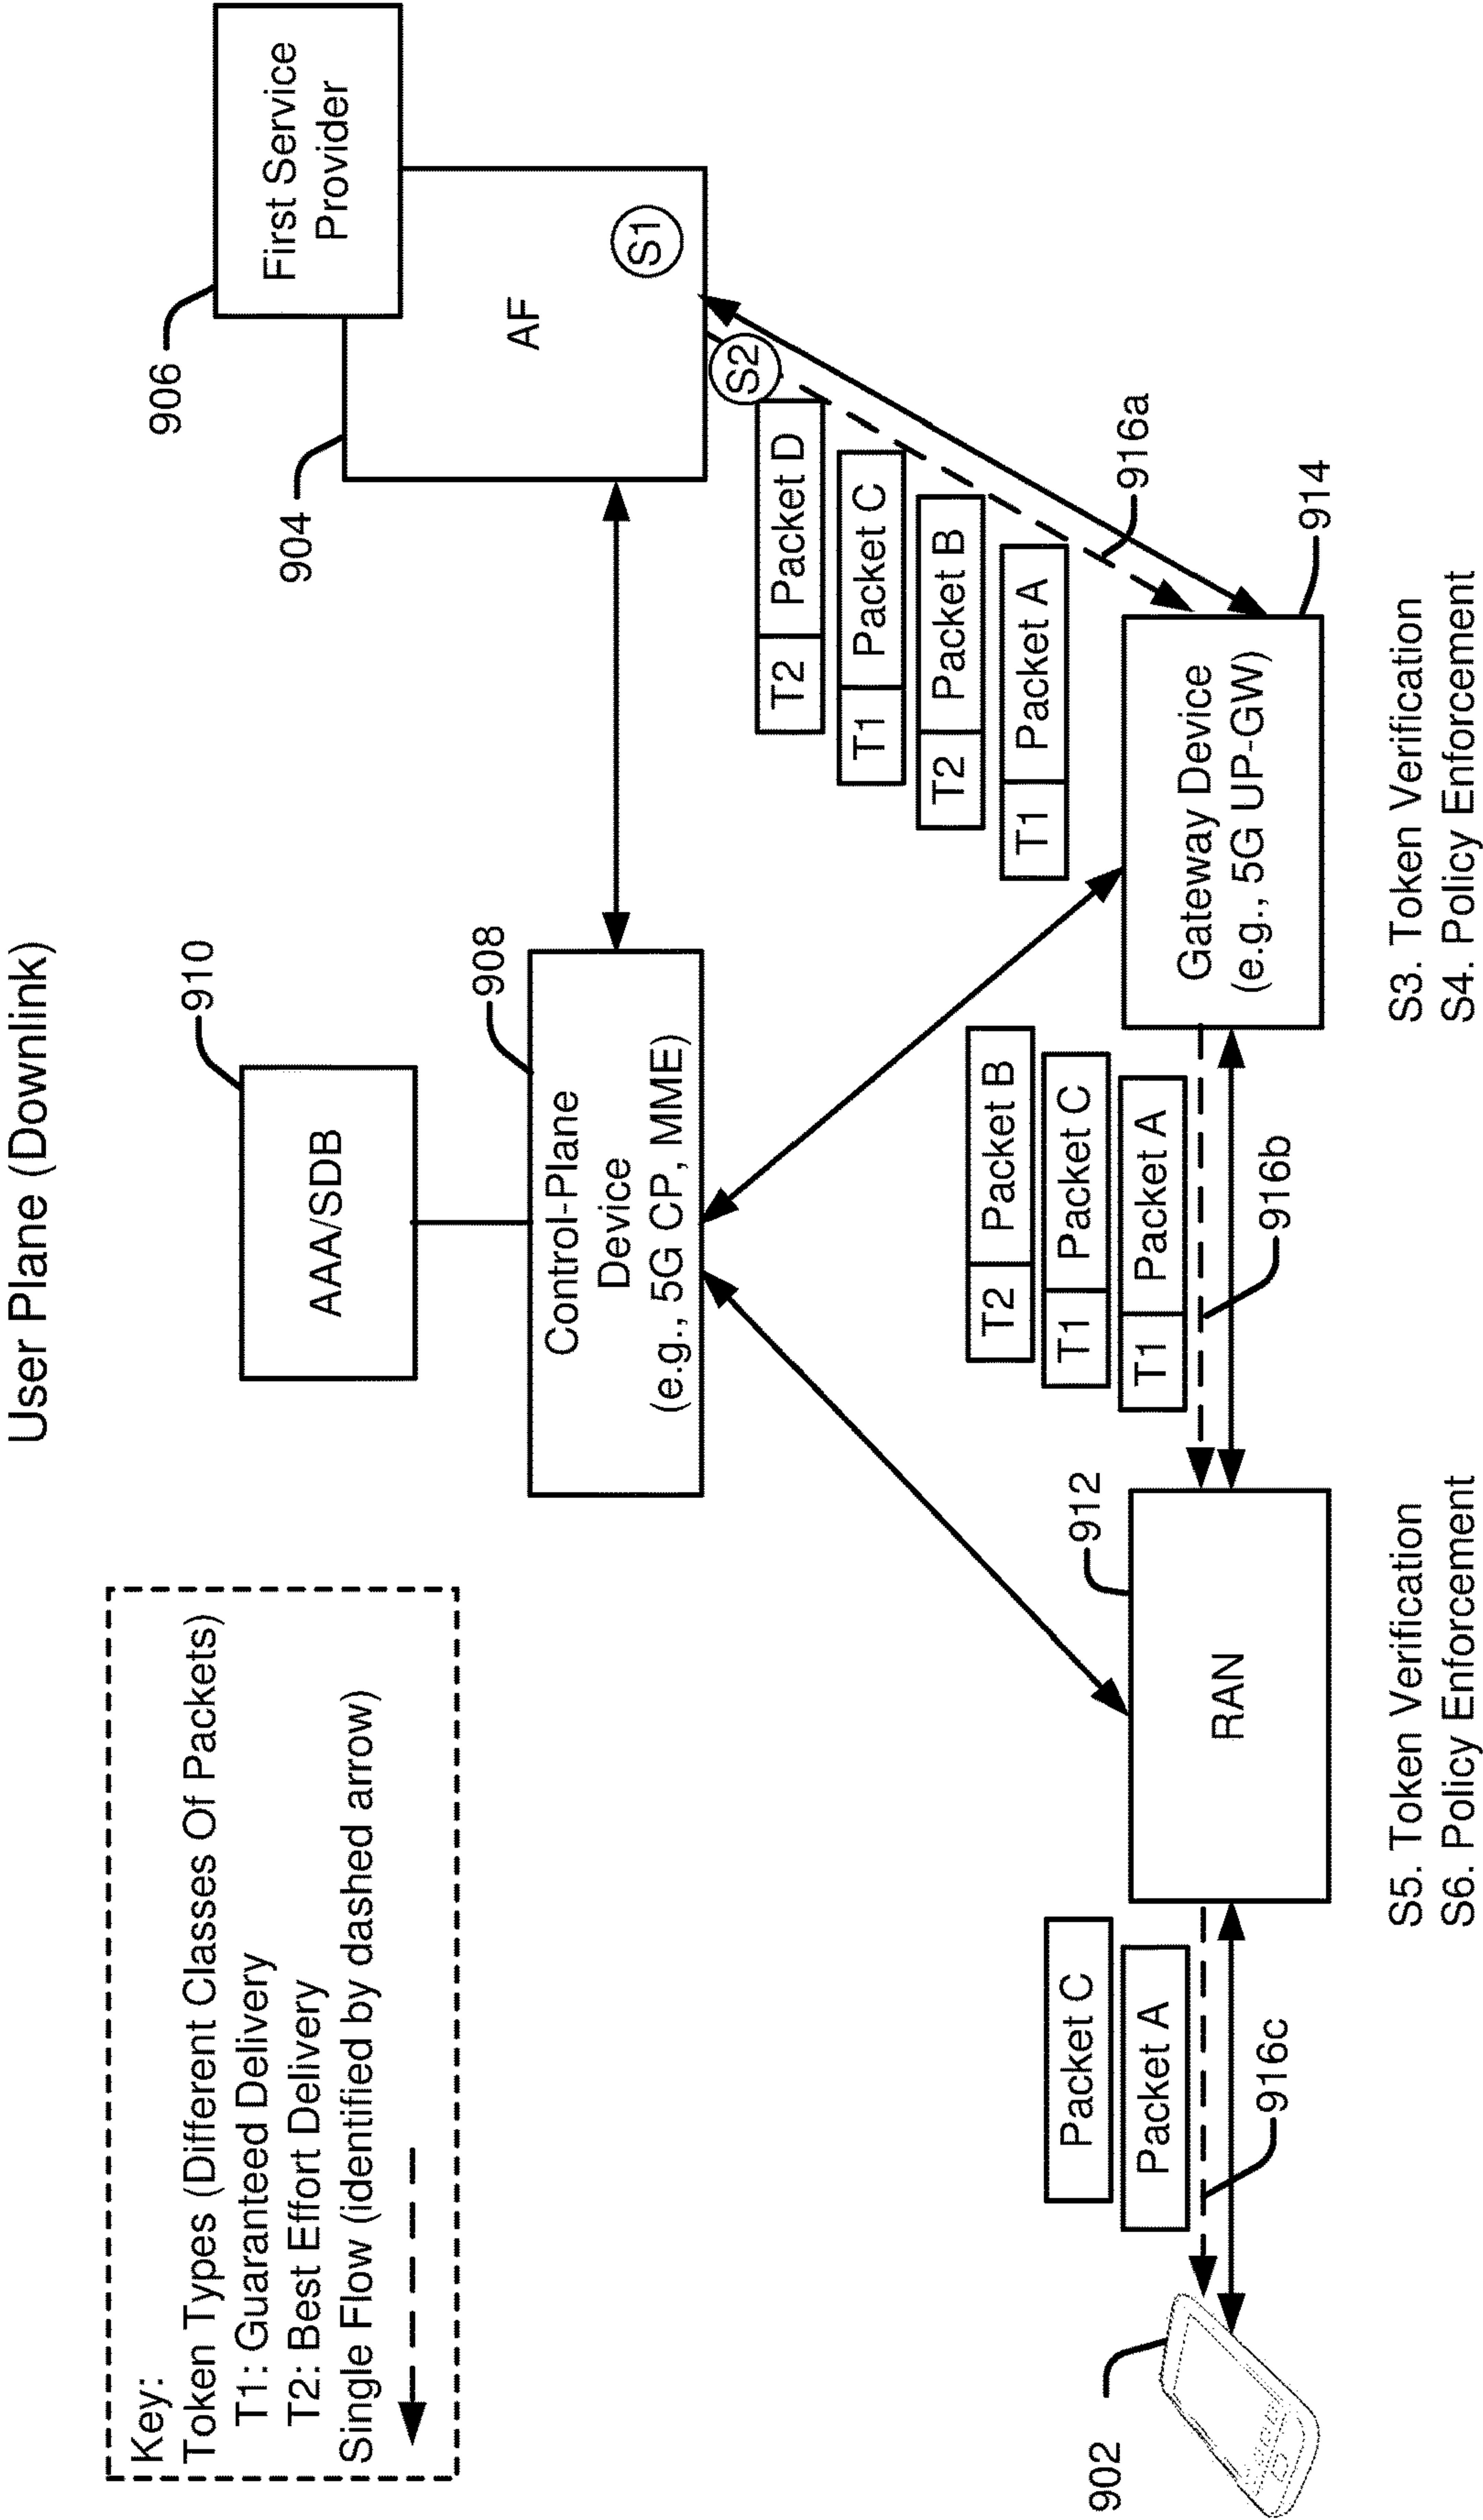 User Plane (Downlink)
Key:
Token Types (Different Classes Of Packets)
T1: Guaranteed Delivery
T2: Best Effort Delivery
Single Flow (identified by dashed arrow)
910
AAA/SDB
908
Control-Plane
Device
(e.g., 5G CP, MME)
906
First Service
Provider
904
AF
S1
S2
T2 Packet D
T1 Packet C
T2 Packet B
T1 Packet A
916a
914
Gateway Device
(e.g., 5G UP-GW)
S3. Token Verification
S4. Policy Enforcement
T2 Packet B
T1 Packet C
T1 Packet A
916b
912
RAN
S5. Token Verification
S6. Policy Enforcement
Packet C
Packet A
916c
902